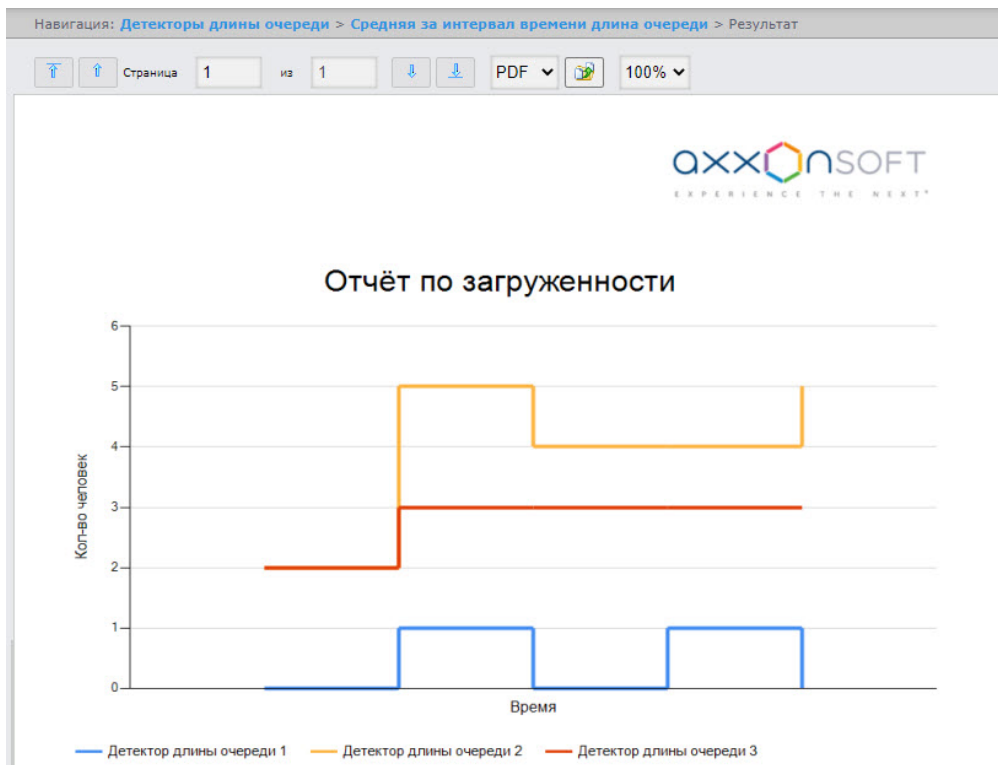 Навигация: Детекторы длины очереди > Средняя за интервал времени длина очереди > Результат
Страница 1 из 1 PDF 100%
axxonsoft
EXPERIENCE THE NEXT®
Отчёт по загруженности
6
5
4
3
2
1
0
Кол-во человек
Время
Детектор длины очереди 1 Детектор длины очереди 2 Детектор длины очереди 3